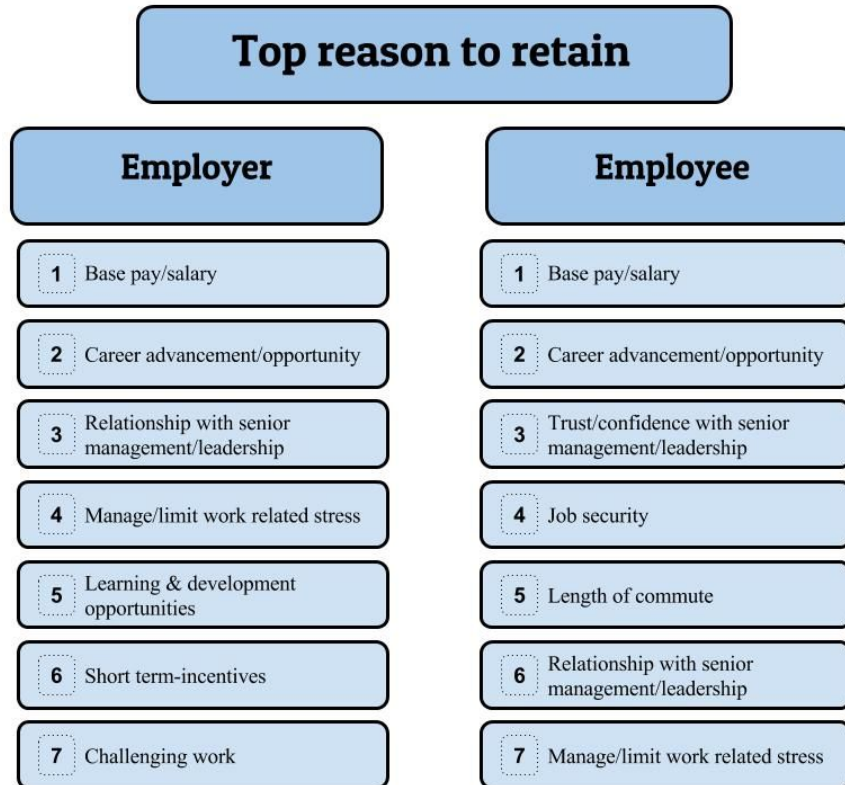 Top reason to retain
Employer
1 Base pay/salary
2 Career advancement/opportunity
3 Relationship with senior
management/leadership
4 Manage/limit work related stress
5 Learning & development
opportunities
6 Short term-incentives
7 Challenging work
Employee
1 Base pay/salary
2 Career advancement/opportunity
3 Trust/confidence with senior
management/leadership
4 Job security
5 Length of commute
6 Relationship with senior
management/leadership
7 Manage/limit work related stress